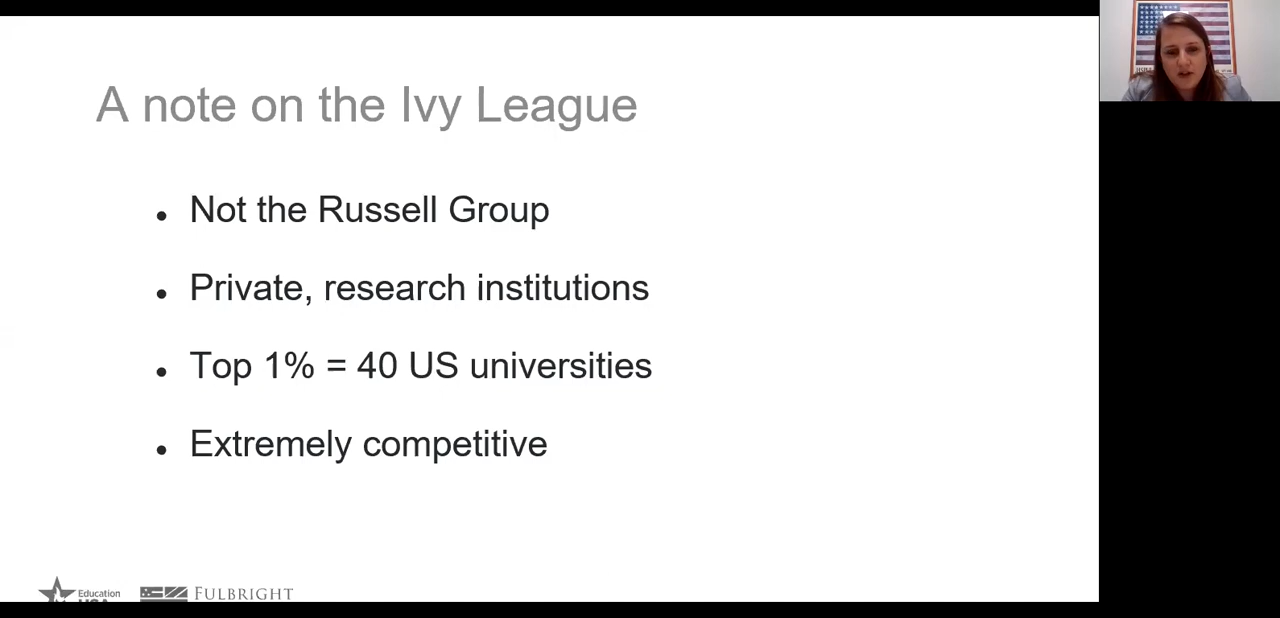 A note on the Ivy League
• Not the Russell Group
• Private, research institutions
• Top 1% = 40 US universities
• Extremely competitive
Education
FULBRIGHT